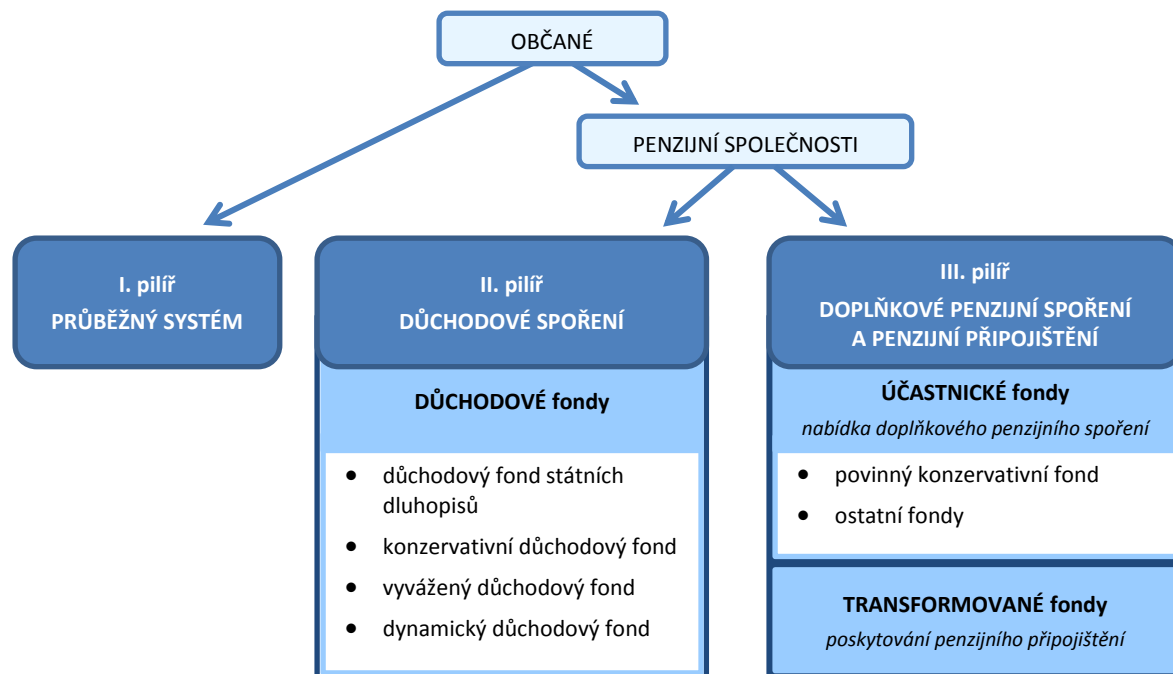 OBČANÉ
PENZIJNÍ SPOLEČNOSTI
I. pilíř
PRŮBĚŽNÝ SYSTÉM
II. pilíř
DŮCHODOVÉ SPOŘENÍ
DŮCHODOVÉ fondy
• důchodový fond státních
dluhopisů
• konzervativní důchodový fond
• vyvážený důchodový fond
• dynamický důchodový fond
III. pilíř
DOPLŇKOVÉ PENZIJNÍ SPOŘENÍ
A PENZIJNÍ PŘIPOJIŠTĚNÍ
ÚČASTNICKÉ fondy
nabídka doplňkového penzijního spoření
• povinný konzervativní fond
• ostatní fondy
TRANSFORMOVANÉ fondy
poskytování penzijního připojištění